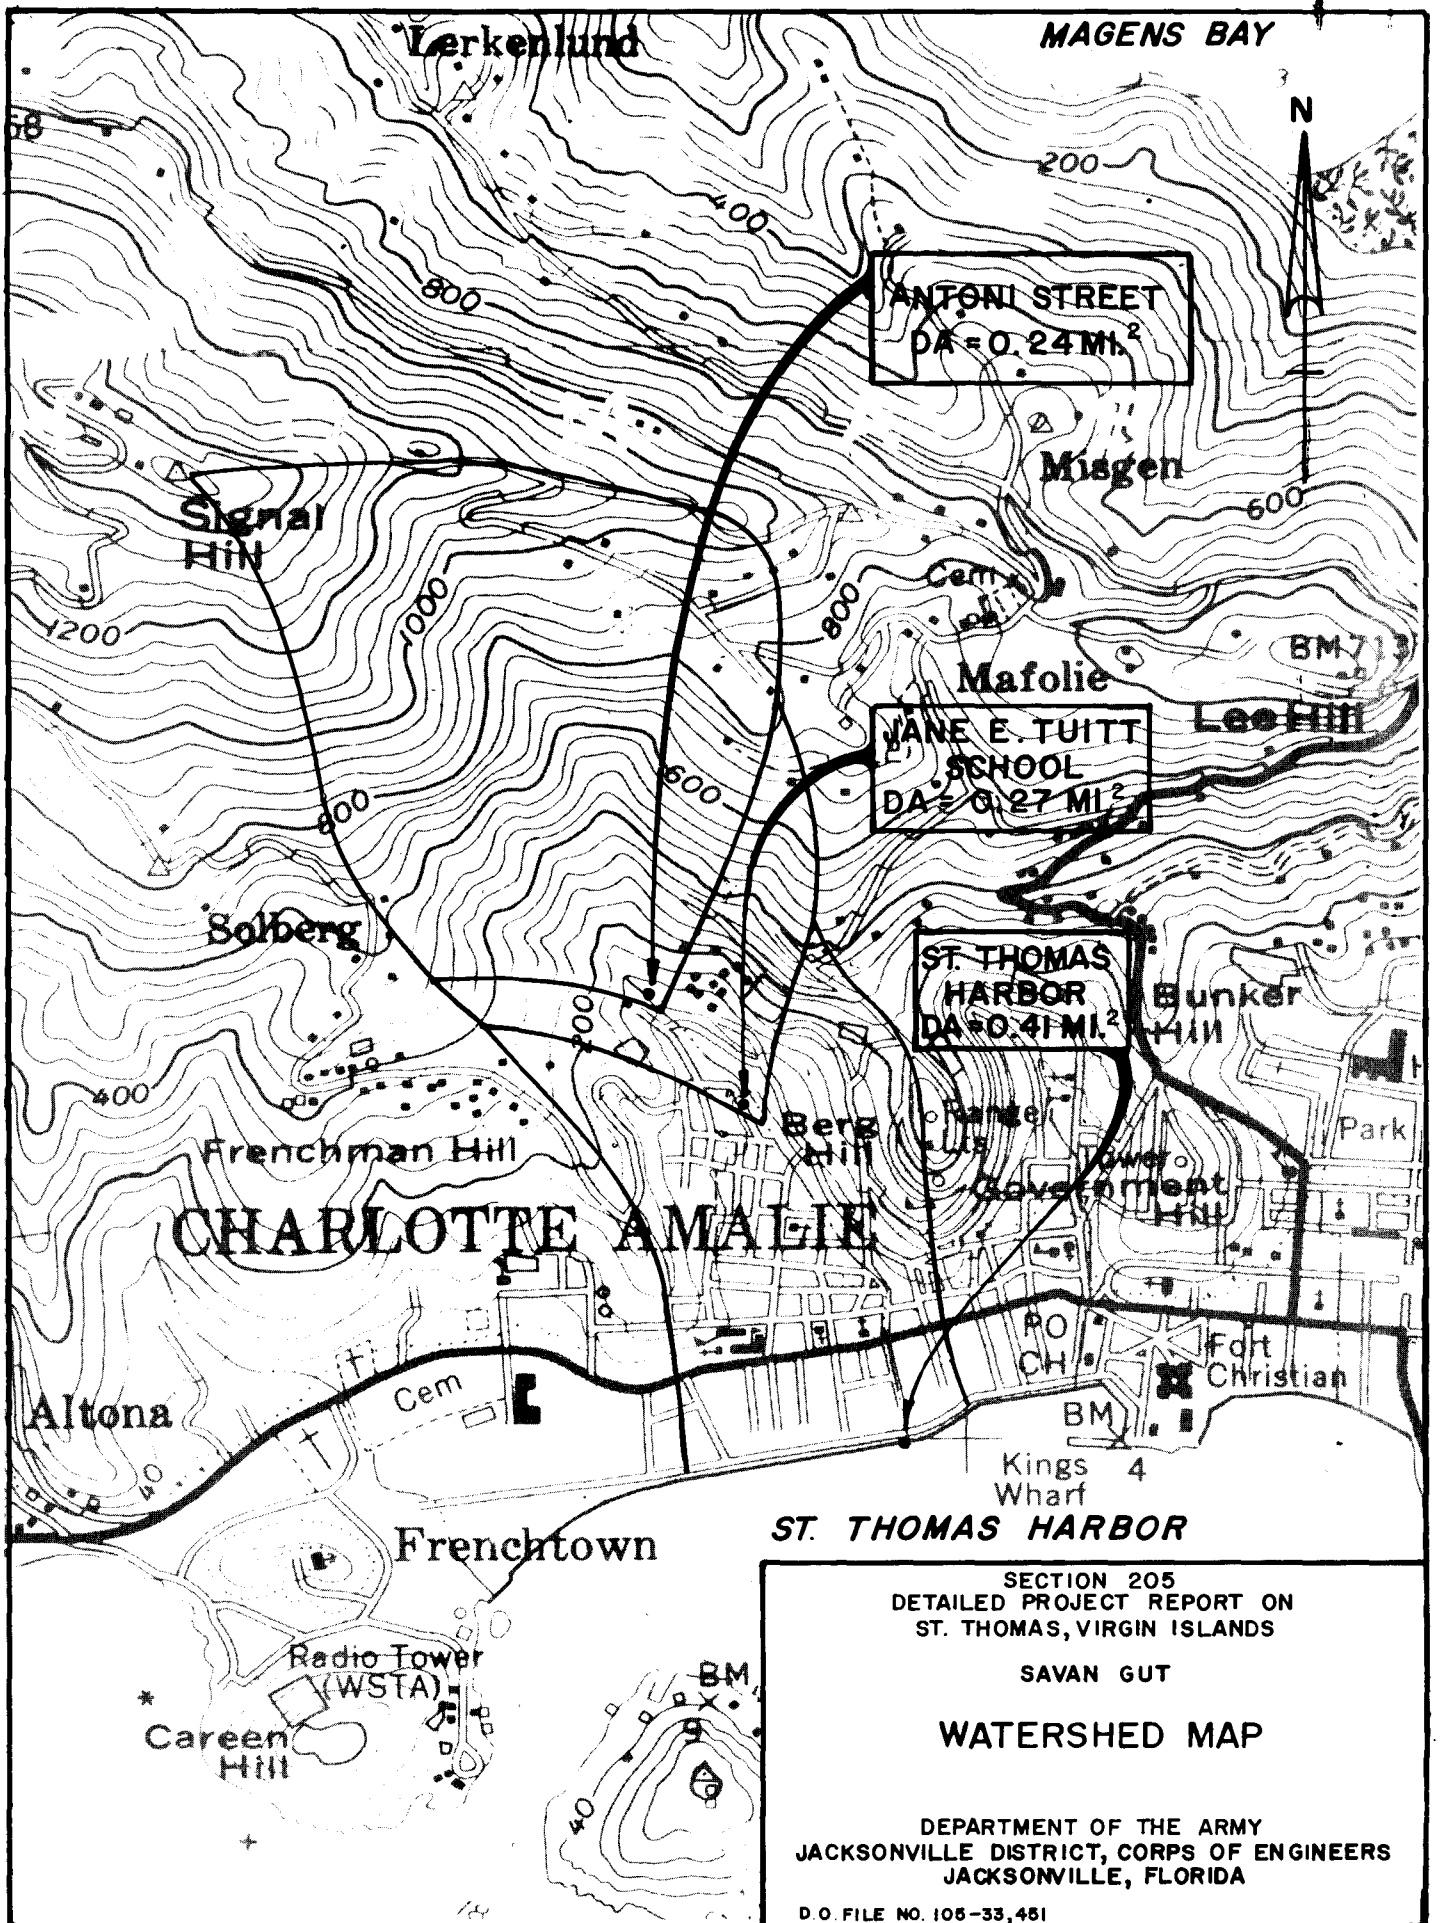 MAGENS BAY
Lerkenlund
68
N
200
400
800
ANTONI STREET
DA = 0.24 MI.²
Misgen
600
Signal
Hill
Cem
1000
800
1200
BM 713
Mafolie
Lee Hill
JANE E. TUITT
SCHOOL
DA = 0.27 MI.²
600
800
Solberg
ST. THOMAS
HARBOR
DA = 0.41 MI.²
Bunker
Hill
200
400
H
Range
Lts
Berg
Hill
Park
Frenchman Hill
Tower
Government
Hill
CHARLOTTE AMALIE
PO
CH
Fort
Christian
Cem
Altona
BM
4
40
Kings
Wharf
ST. THOMAS HARBOR
Frenchtown
Radio Tower
(WSTA)
BM
9
Careen
Hill
40
SECTION 205
DETAILED PROJECT REPORT ON
ST. THOMAS, VIRGIN ISLANDS
SAVAN GUT
WATERSHED MAP
DEPARTMENT OF THE ARMY
JACKSONVILLE DISTRICT, CORPS OF ENGINEERS
JACKSONVILLE, FLORIDA
D.O. FILE NO. 105-33,451